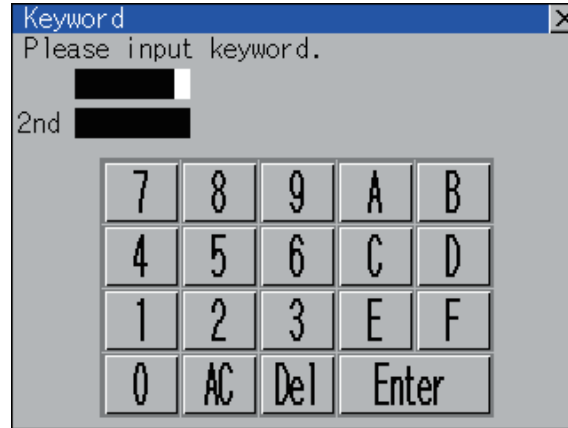 Keyword ×
Please input keyword.
2nd
7 8 9 A B
4 5 6 C D
1 2 3 E F
0 AC Del Enter